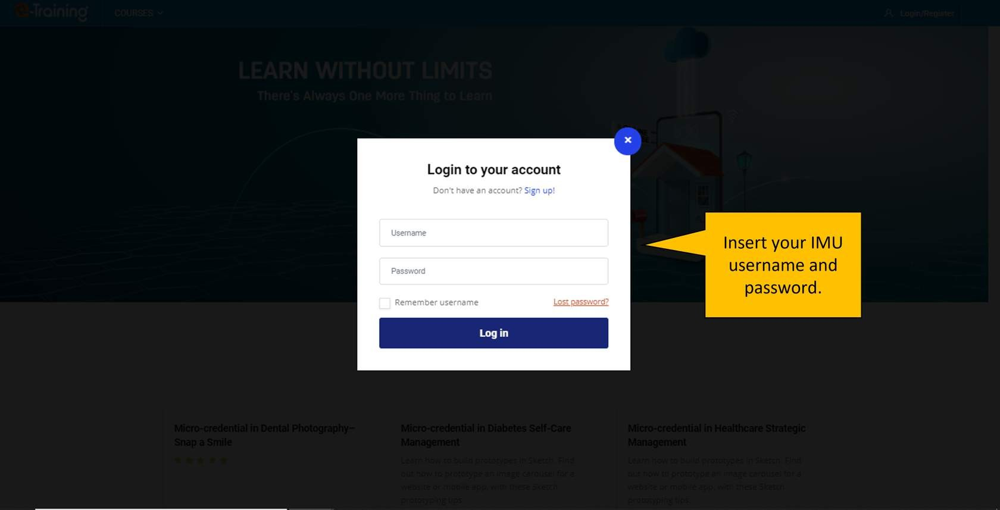 e-Training
COURSES
Login/Register
LEARN WITHOUT LIMITS
There's Always One More Thing to Learn
×
Login to your account
Don't have an account? Sign up!
Username
Password
Remember username
Lost password?
Log in
Insert your IMU
username and
password.
Micro-credential in Dental Photography–
Snap a Smile
Micro-credential in Diabetes Self-Care
Management
Learn how to build prototypes in Sketch. Find
out how to prototype an image carousel for a
website or mobile app, with these Sketch
prototyping tips.
Micro-credential in Healthcare Strategic
Management
Learn how to build prototypes in Sketch. Find
out how to prototype an image carousel for a
website or mobile app, with these Sketch
prototyping tips.